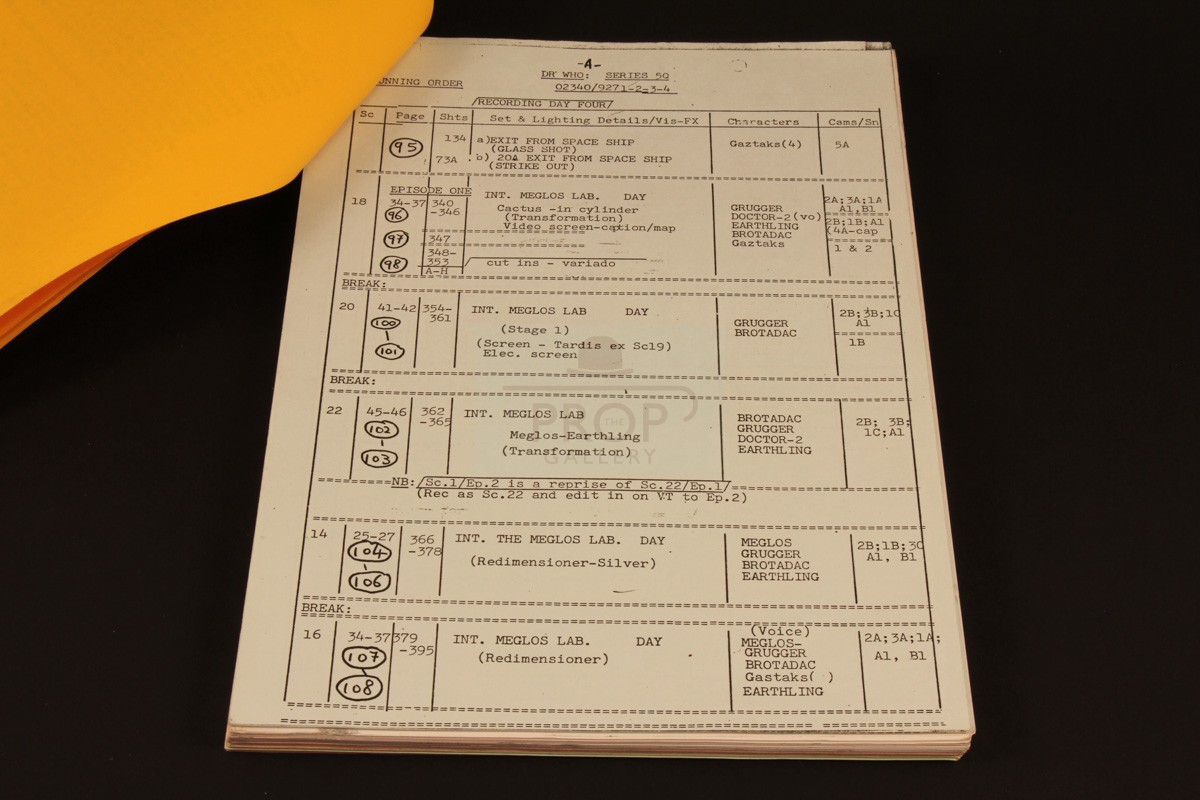 -A-
UNNING ORDER
DR WHO: SERIES 5Q
02340/9271-2-3-4
/RECORDING DAY FOUR/
Sc Page Shts Set & Lighting Details/Vis-FX Characters Cams/Sn
134 a)EXIT FROM SPACE SHIP Gaztaks(4) 5A
95 (GLASS SHOT)
73A b) 20A EXIT FROM SPACE SHIP
(STRIKE OUT)
EPISODE ONE
18 34-37 340 INT. MEGLOS LAB. DAY 2A;3A;1A
96 -346 Cactus -in cylinder GRUGGER A1,B1
(Transformation) DOCTOR-2(vo)
Video screen-caption/map EARTHLING 2B;1B;A1
97 347 BROTADAC (4A-cap
Gaztaks 1 & 2
348-
98 353 cut ins - variado
A-H
BREAK:
20 41-42 354- INT. MEGLOS LAB DAY 2B;3B;1C
100 361 (Stage 1) GRUGGER A1
BROTADAC
101 (Screen - Tardis ex Sc19) 1B
Elec. screen
BREAK:
22 45-46 362 INT. MEGLOS LAB BROTADAC 2B; 3B;
102 -365 GRUGGER 1C;A1
Meglos-Earthling DOCTOR-2
103 (Transformation) EARTHLING
NB:/Sc.1/Ep.2 is a reprise of Sc.22/Ep.1/
(Rec as Sc.22 and edit in on VT to Ep.2)
14 25-27 366 INT. THE MEGLOS LAB. DAY MEGLOS 2B;1B;3C
104 -378 GRUGGER A1, B1
(Redimensioner-Silver) BROTADAC
106 EARTHLING
BREAK:
(Voice)
16 34-37 379 INT. MEGLOS LAB. DAY MEGLOS- 2A;3A;1A;
107 -395 (Redimensioner) GRUGGER A1, B1
BROTADAC
108 Gastaks( )
EARTHLING
THE
PROP
GALLERY